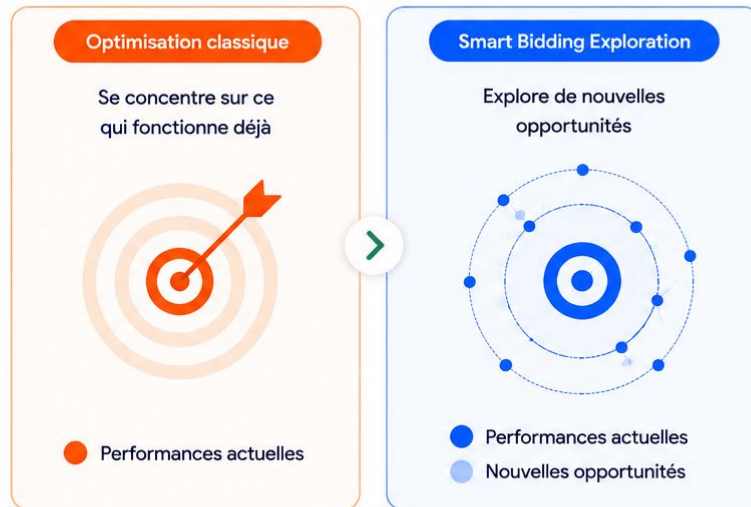 Optimisation classique
Se concentre sur ce
qui fonctionne déjà
Performances actuelles
Smart Bidding Exploration
Explore de nouvelles
opportunités
Performances actuelles
Nouvelles opportunités